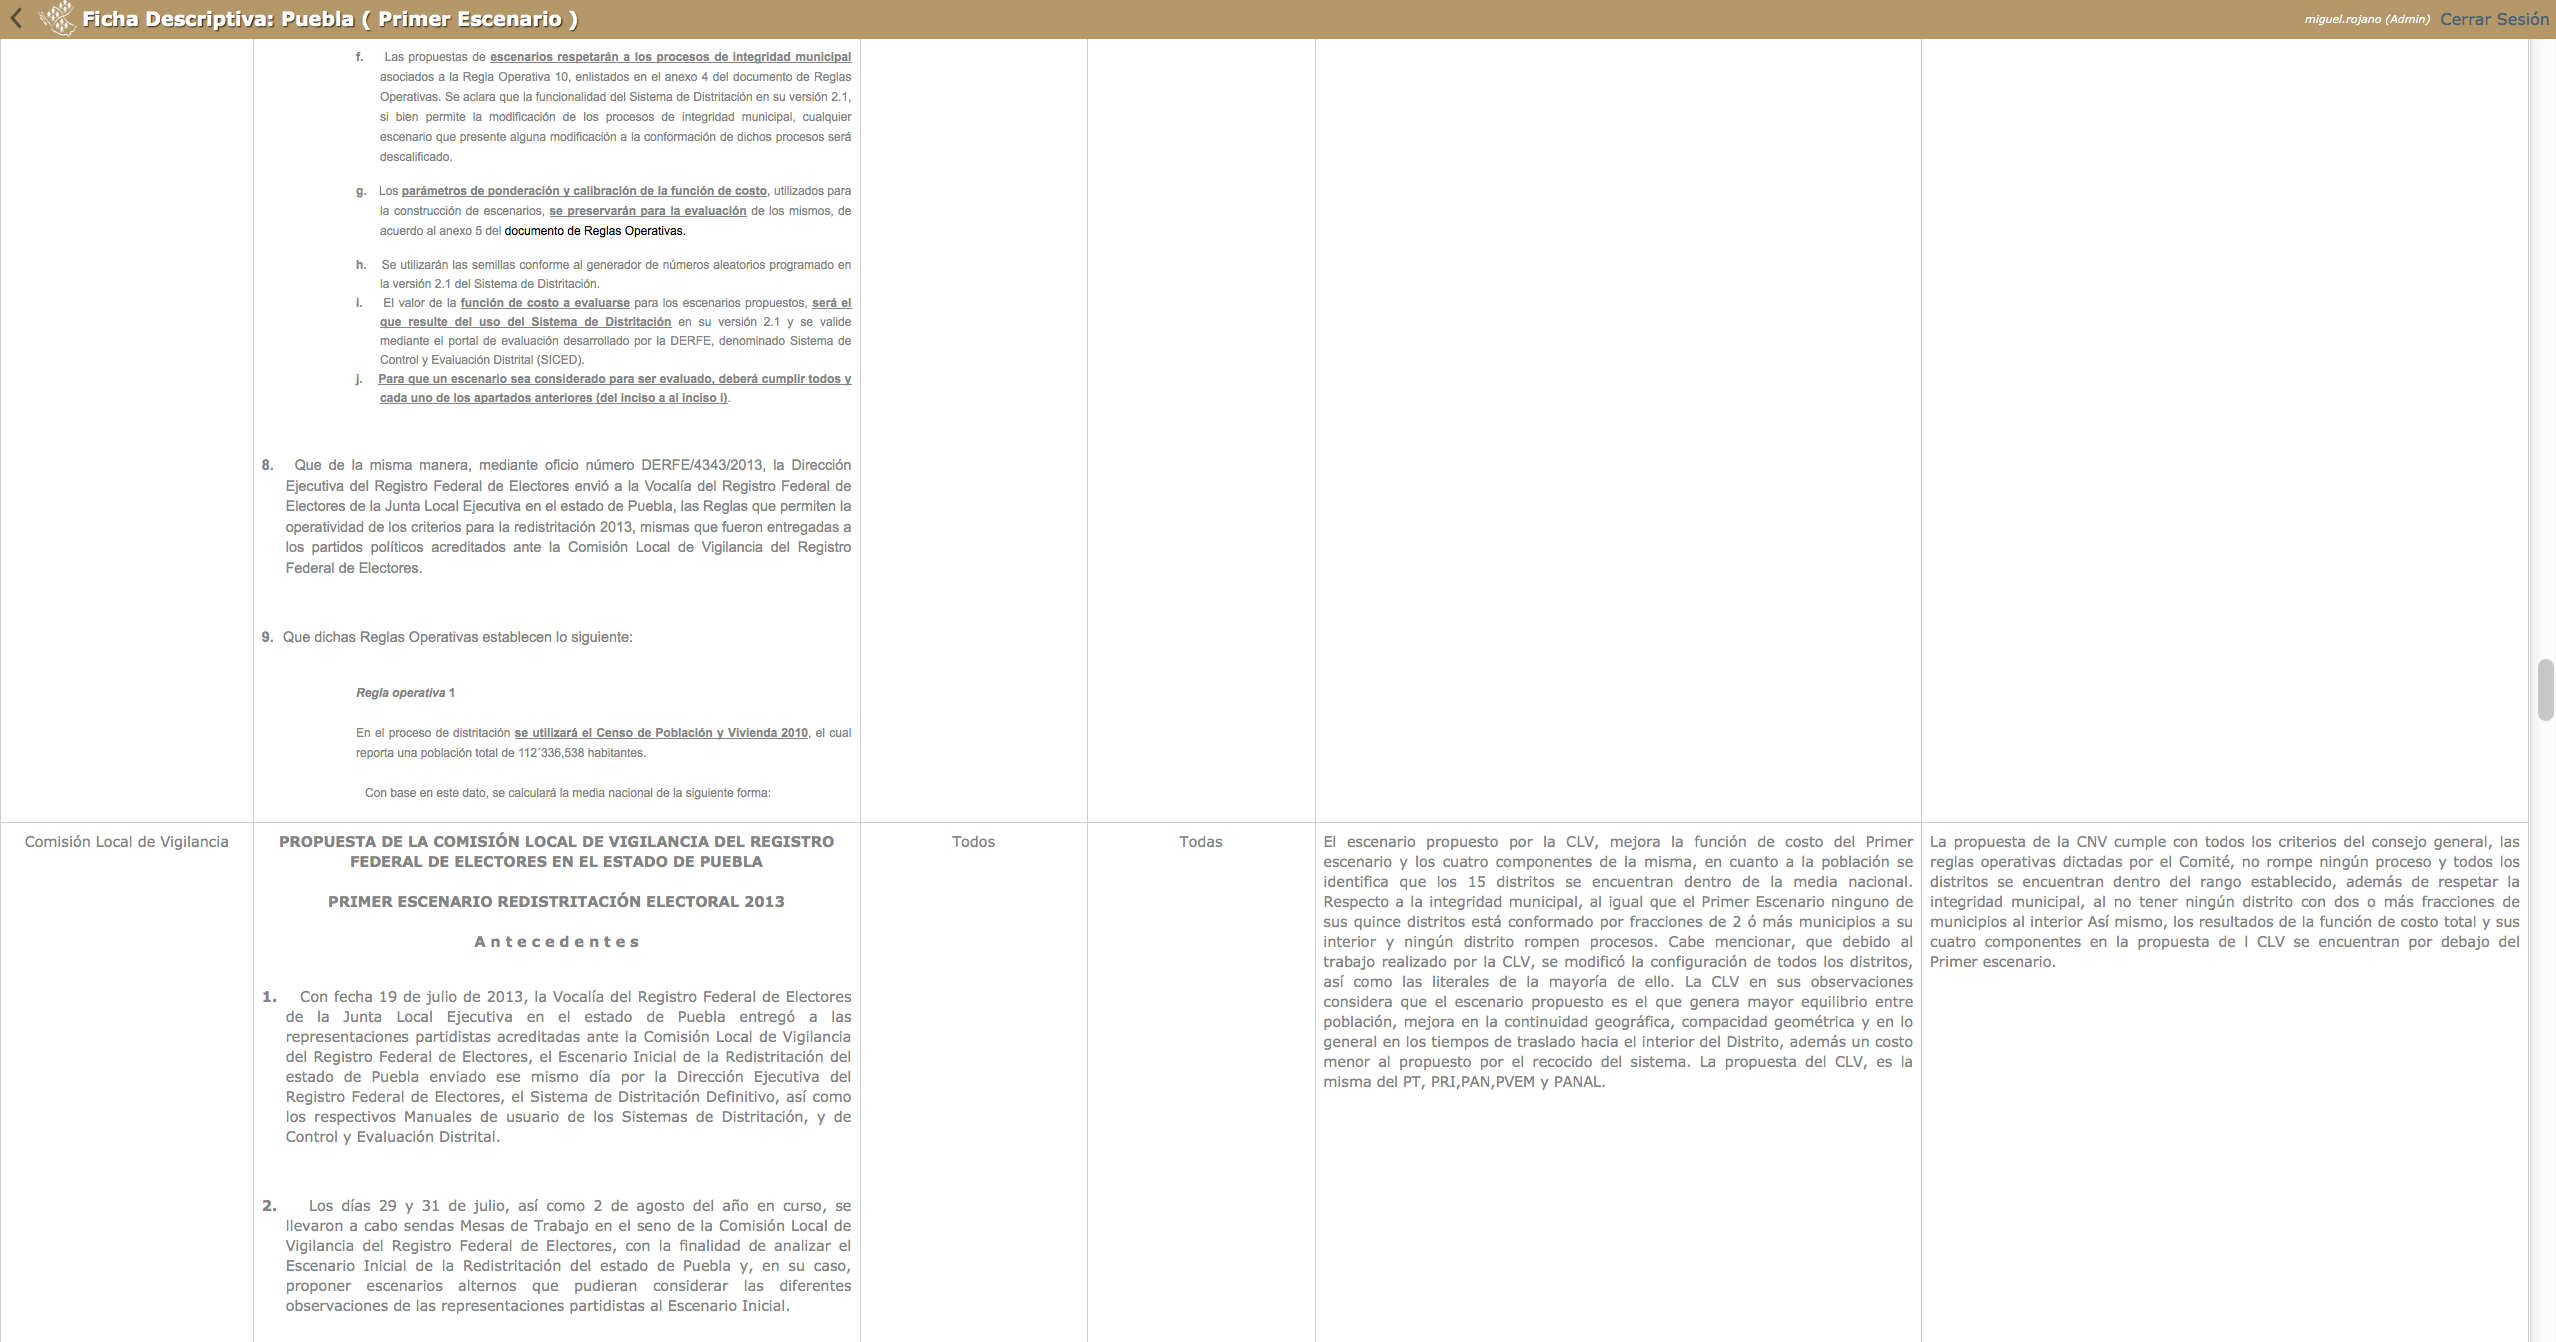 Ficha Descriptiva: Puebla ( Primer Escenario )
miguel.rojano (Admin) Cerrar Sesión
f. Las propuestas de escenarios respetarán a los procesos de integridad municipal
asociados a la Regla Operativa 10, enlistados en el anexo 4 del documento de Reglas
Operativas. Se aclara que la funcionalidad del Sistema de Distritación en su versión 2.1,
si bien permite la modificación de los procesos de integridad municipal, cualquier
escenario que presente alguna modificación a la conformación de dichos procesos será
descalificado.
g. Los parámetros de ponderación y calibración de la función de costo, utilizados para
la construcción de escenarios, se preservarán para la evaluación de los mismos, de
acuerdo al anexo 5 del documento de Reglas Operativas.
h. Se utilizarán las semillas conforme al generador de números aleatorios programado en
la versión 2.1 del Sistema de Distritación.
i. El valor de la función de costo a evaluarse para los escenarios propuestos, será el
que resulte del uso del Sistema de Distritación en su versión 2.1 y se valide
mediante el portal de evaluación desarrollado por la DERFE, denominado Sistema de
Control y Evaluación Distrital (SICED).
j. Para que un escenario sea considerado para ser evaluado, deberá cumplir todos y
cada uno de los apartados anteriores (del inciso a al inciso i).
8. Que de la misma manera, mediante oficio número DERFE/4343/2013, la Dirección
Ejecutiva del Registro Federal de Electores envió a la Vocalía del Registro Federal de
Electores de la Junta Local Ejecutiva en el estado de Puebla, las Reglas que permiten la
operatividad de los criterios para la redistritación 2013, mismas que fueron entregadas a
los partidos políticos acreditados ante la Comisión Local de Vigilancia del Registro
Federal de Electores.
9. Que dichas Reglas Operativas establecen lo siguiente:
Regla operativa 1
En el proceso de distritación se utilizará el Censo de Población y Vivienda 2010, el cual
reporta una población total de 112´336,538 habitantes.
Con base en este dato, se calculará la media nacional de la siguiente forma:
Comisión Local de Vigilancia
PROPUESTA DE LA COMISIÓN LOCAL DE VIGILANCIA DEL REGISTRO
FEDERAL DE ELECTORES EN EL ESTADO DE PUEBLA
PRIMER ESCENARIO REDISTRITACIÓN ELECTORAL 2013
A n t e c e d e n t e s
1. Con fecha 19 de julio de 2013, la Vocalía del Registro Federal de Electores
de la Junta Local Ejecutiva en el estado de Puebla entregó a las
representaciones partidistas acreditadas ante la Comisión Local de Vigilancia
del Registro Federal de Electores, el Escenario Inicial de la Redistritación del
estado de Puebla enviado ese mismo día por la Dirección Ejecutiva del
Registro Federal de Electores, el Sistema de Distritación Definitivo, así como
los respectivos Manuales de usuario de los Sistemas de Distritación, y de
Control y Evaluación Distrital.
2. Los días 29 y 31 de julio, así como 2 de agosto del año en curso, se
llevaron a cabo sendas Mesas de Trabajo en el seno de la Comisión Local de
Vigilancia del Registro Federal de Electores, con la finalidad de analizar el
Escenario Inicial de la Redistritación del estado de Puebla y, en su caso,
proponer escenarios alternos que pudieran considerar las diferentes
observaciones de las representaciones partidistas al Escenario Inicial.
Todos
Todas
El escenario propuesto por la CLV, mejora la función de costo del Primer
escenario y los cuatro componentes de la misma, en cuanto a la población se
identifica que los 15 distritos se encuentran dentro de la media nacional.
Respecto a la integridad municipal, al igual que el Primer Escenario ninguno de
sus quince distritos está conformado por fracciones de 2 ó más municipios a su
interior y ningún distrito rompen procesos. Cabe mencionar, que debido al
trabajo realizado por la CLV, se modificó la configuración de todos los distritos,
así como las literales de la mayoría de ello. La CLV en sus observaciones
considera que el escenario propuesto es el que genera mayor equilibrio entre
población, mejora en la continuidad geográfica, compacidad geométrica y en lo
general en los tiempos de traslado hacia el interior del Distrito, además un costo
menor al propuesto por el recocido del sistema. La propuesta del CLV, es la
misma del PT, PRI,PAN,PVEM y PANAL.
La propuesta de la CNV cumple con todos los criterios del consejo general, las
reglas operativas dictadas por el Comité, no rompe ningún proceso y todos los
distritos se encuentran dentro del rango establecido, además de respetar la
integridad municipal, al no tener ningún distrito con dos o más fracciones de
municipios al interior Así mismo, los resultados de la función de costo total y sus
cuatro componentes en la propuesta de l CLV se encuentran por debajo del
Primer escenario.